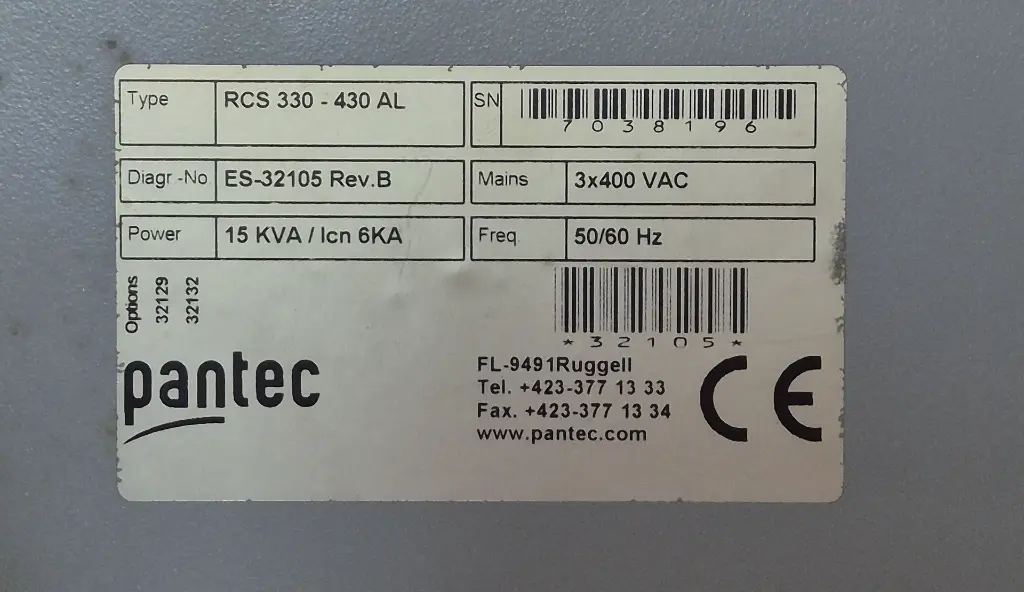 Type RCS 330 - 430 AL SN 7038196
Diagr -No ES-32105 Rev.B Mains 3x400 VAC
Power 15 KVA / Icn 6KA Freq. 50/60 Hz
Options
32129
32132
*32105*
pantec
FL-9491Ruggell
Tel. +423-377 13 33
Fax. +423-377 13 34
www.pantec.com
CE